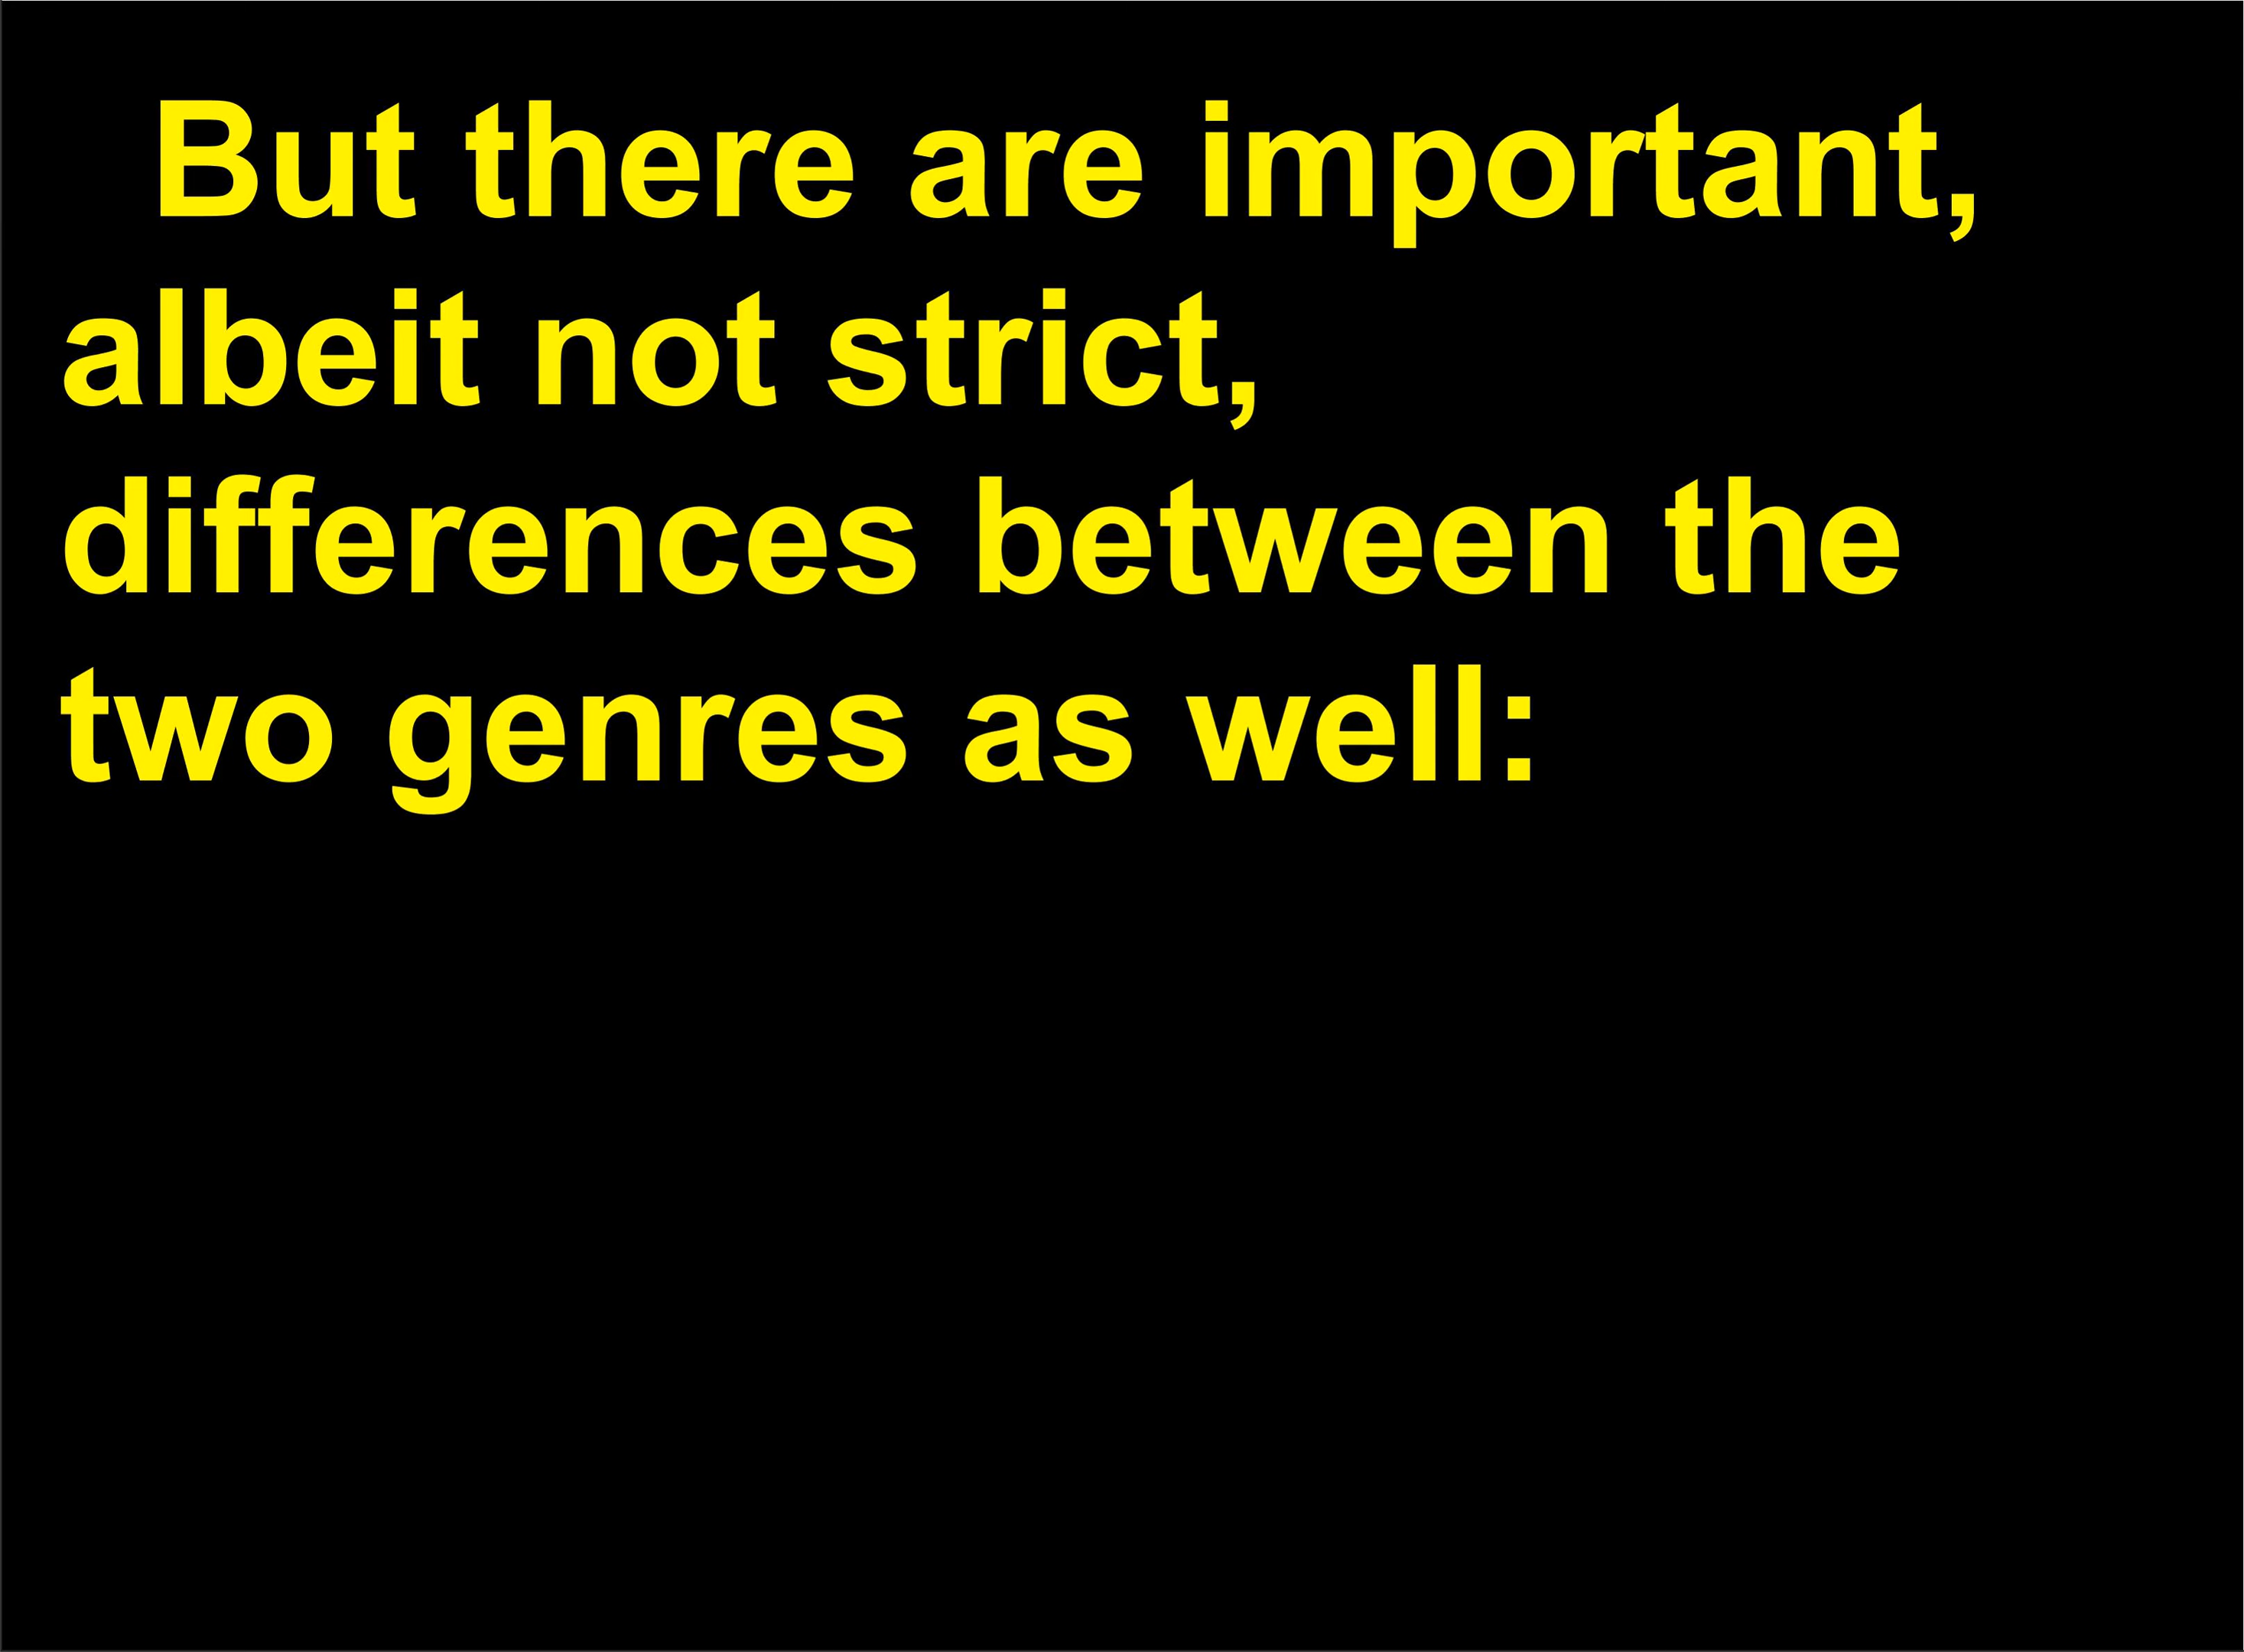 But there are important,
albeit not strict,
differences between the
two genres as well: